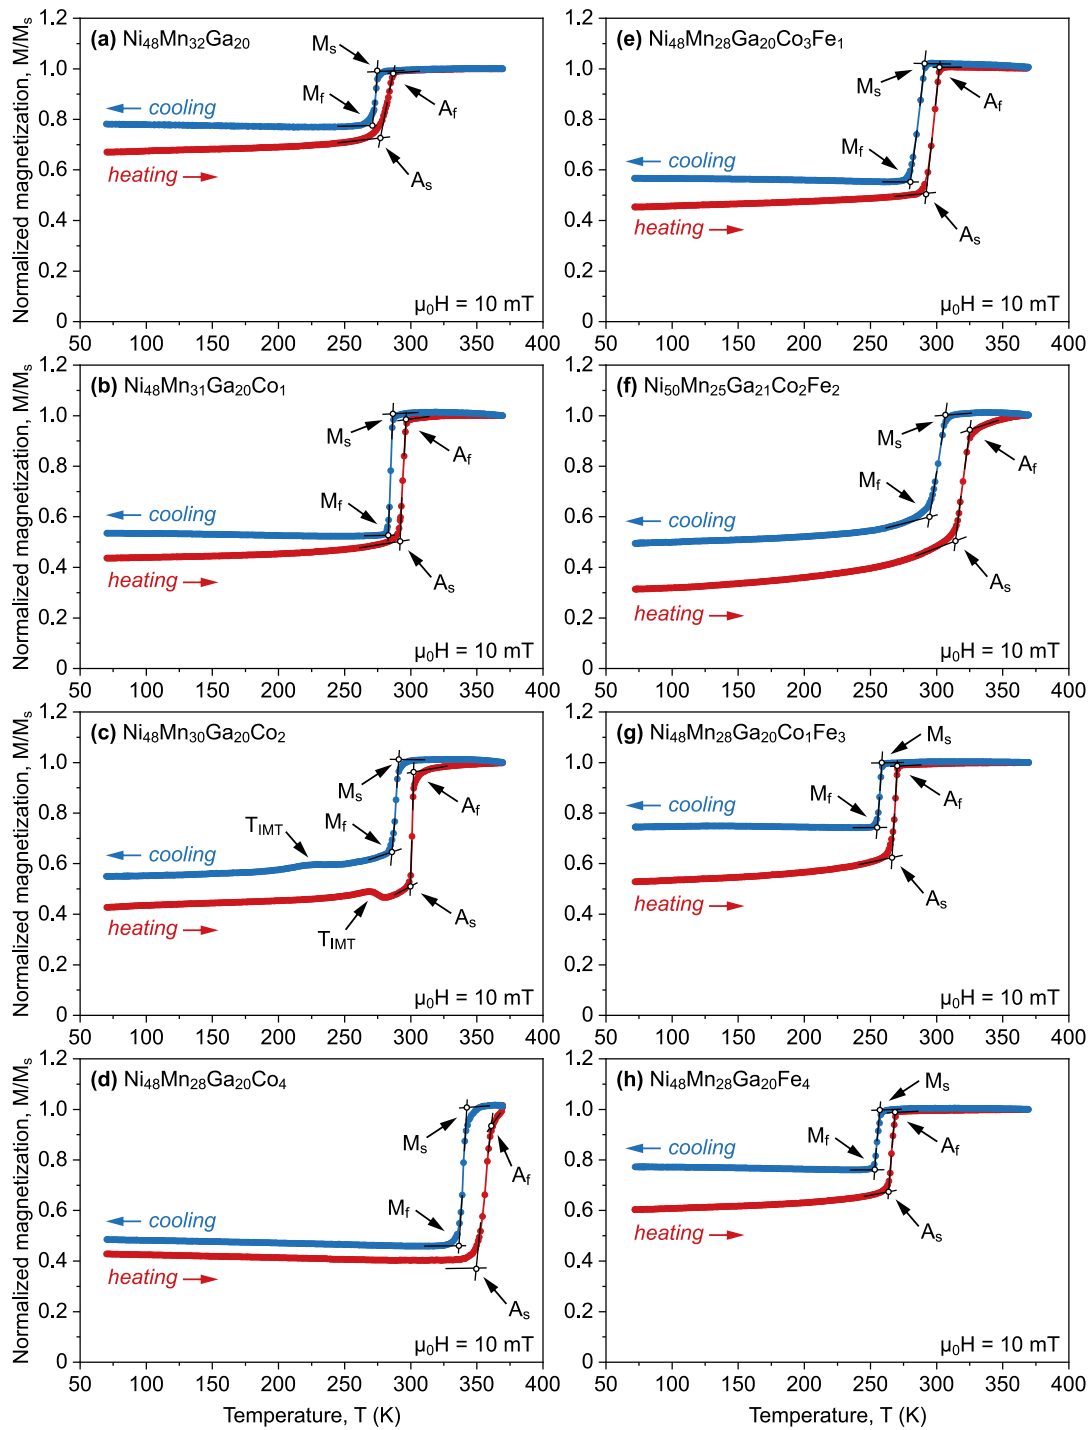 (a) Ni48Mn32Ga20
Normalized magnetization, M/Ms
1.2
1.0
0.8
0.6
0.4
0.2
0
Ms
Mf
Af
As
cooling
heating
μ0H = 10 mT
50 100 150 200 250 300 350 400
(e) Ni48Mn28Ga20Co3Fe1
1.2
1.0
0.8
0.6
0.4
0.2
0
Ms
Af
Mf
As
cooling
heating
μ0H = 10 mT
50 100 150 200 250 300 350 400
(b) Ni48Mn31Ga20Co1
Normalized magnetization, M/Ms
1.2
1.0
0.8
0.6
0.4
0.2
0
Ms
Af
Mf
As
cooling
heating
μ0H = 10 mT
50 100 150 200 250 300 350 400
(f) Ni50Mn25Ga21Co2Fe2
1.2
1.0
0.8
0.6
0.4
0.2
0
Ms
Af
Mf
As
cooling
heating
μ0H = 10 mT
50 100 150 200 250 300 350 400
(c) Ni48Mn30Ga20Co2
Normalized magnetization, M/Ms
1.2
1.0
0.8
0.6
0.4
0.2
0
Ms
Af
TIMT
Mf
As
TIMT
cooling
heating
μ0H = 10 mT
50 100 150 200 250 300 350 400
(g) Ni48Mn28Ga20Co1Fe3
1.2
1.0
0.8
0.6
0.4
0.2
0
Ms
Mf
Af
As
cooling
heating
μ0H = 10 mT
50 100 150 200 250 300 350 400
(d) Ni48Mn28Ga20Co4
Normalized magnetization, M/Ms
1.2
1.0
0.8
0.6
0.4
0.2
0
Ms
Af
Mf
As
cooling
heating
μ0H = 10 mT
50 100 150 200 250 300 350 400
Temperature, T (K)
(h) Ni48Mn28Ga20Fe4
1.2
1.0
0.8
0.6
0.4
0.2
0
Ms
Mf
Af
As
cooling
heating
μ0H = 10 mT
50 100 150 200 250 300 350 400
Temperature, T (K)